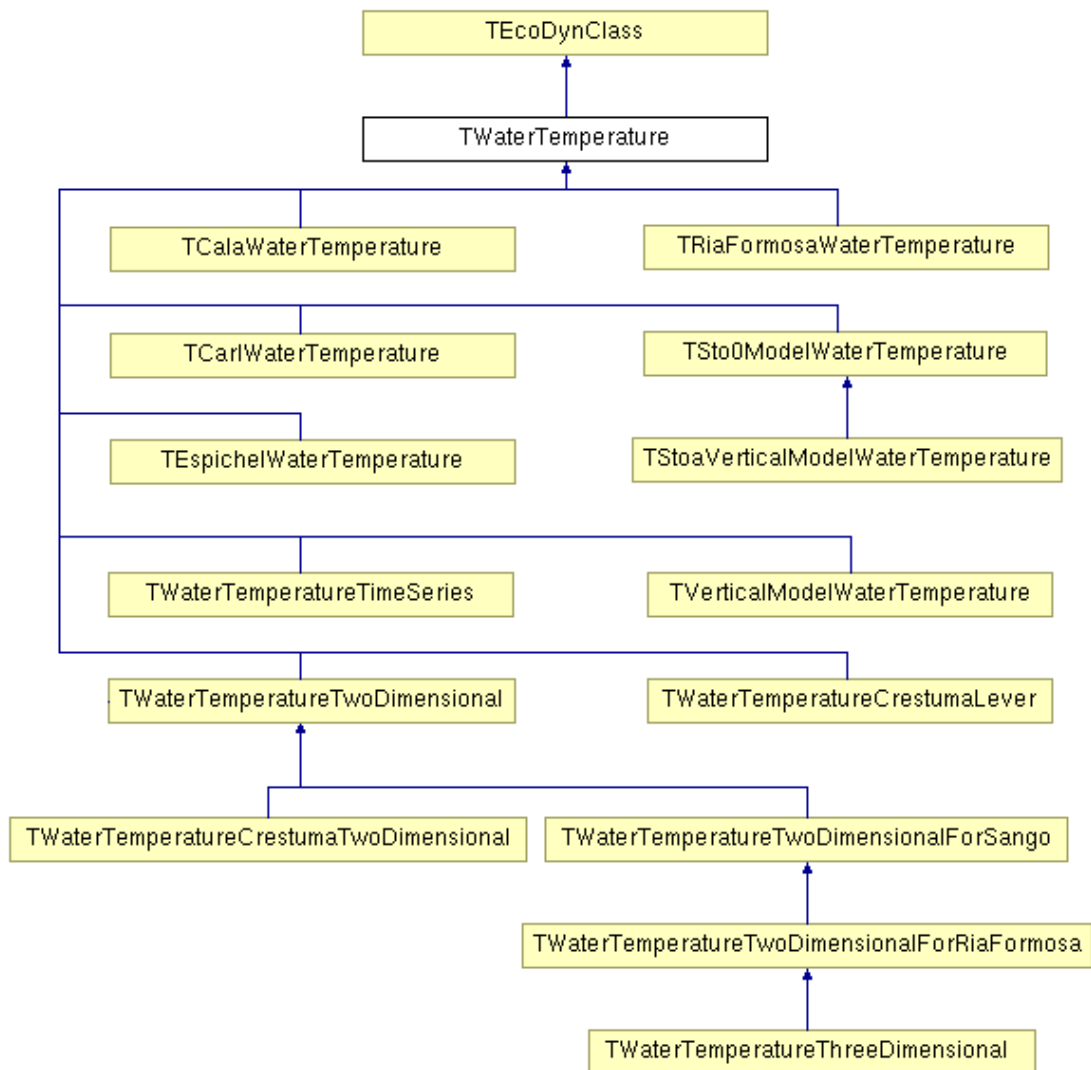 TEcoDynClass
TWaterTemperature
TCalaWaterTemperature
TRiaFormosaWaterTemperature
TCarlWaterTemperature
TSto0ModelWaterTemperature
TEspichelWaterTemperature
TStoaVerticalModelWaterTemperature
TWaterTemperatureTimeSeries
TVerticalModelWaterTemperature
TWaterTemperatureTwoDimensional
TWaterTemperatureCrestumaLever
TWaterTemperatureCrestumaTwoDimensional
TWaterTemperatureTwoDimensionalForSango
TWaterTemperatureTwoDimensionalForRiaFormosa
TWaterTemperatureThreeDimensional